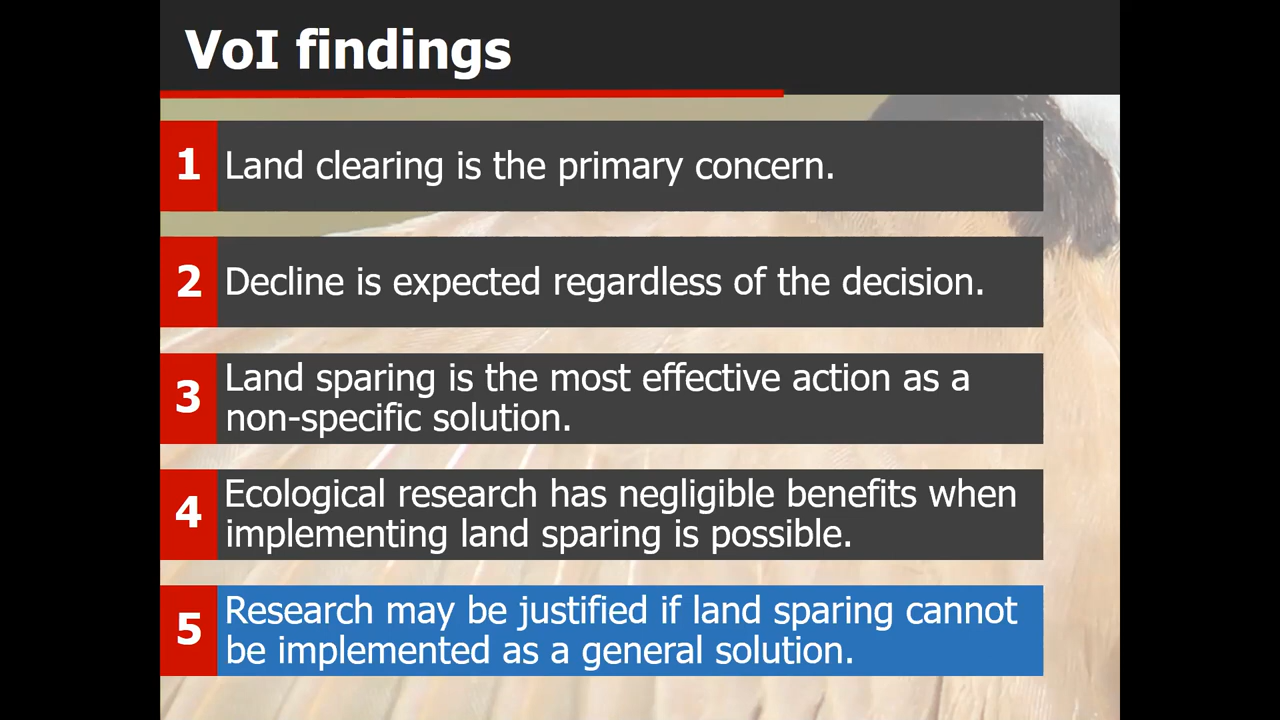 VoI findings
1 Land clearing is the primary concern.
2 Decline is expected regardless of the decision.
3 Land sparing is the most effective action as a
non-specific solution.
4 Ecological research has negligible benefits when
implementing land sparing is possible.
5 Research may be justified if land sparing cannot
be implemented as a general solution.